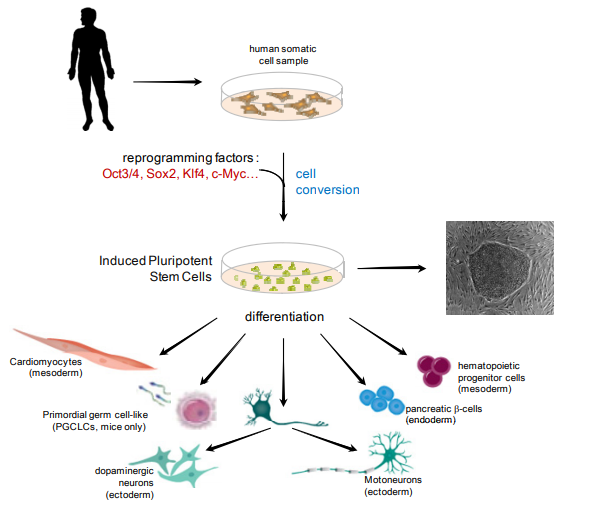 human somatic
cell sample
reprogramming factors :
Oct3/4, Sox2, Klf4, c-Myc…
cell
conversion
Induced Pluripotent
Stem Cells
differentiation
Cardiomyocytes
(mesoderm)
hematopoietic
progenitor cells
(mesoderm)
Primordial germ cell-like
(PGCLCs, mice only)
pancreatic β-cells
(endoderm)
dopaminergic
neurons
(ectoderm)
Motoneurons
(ectoderm)